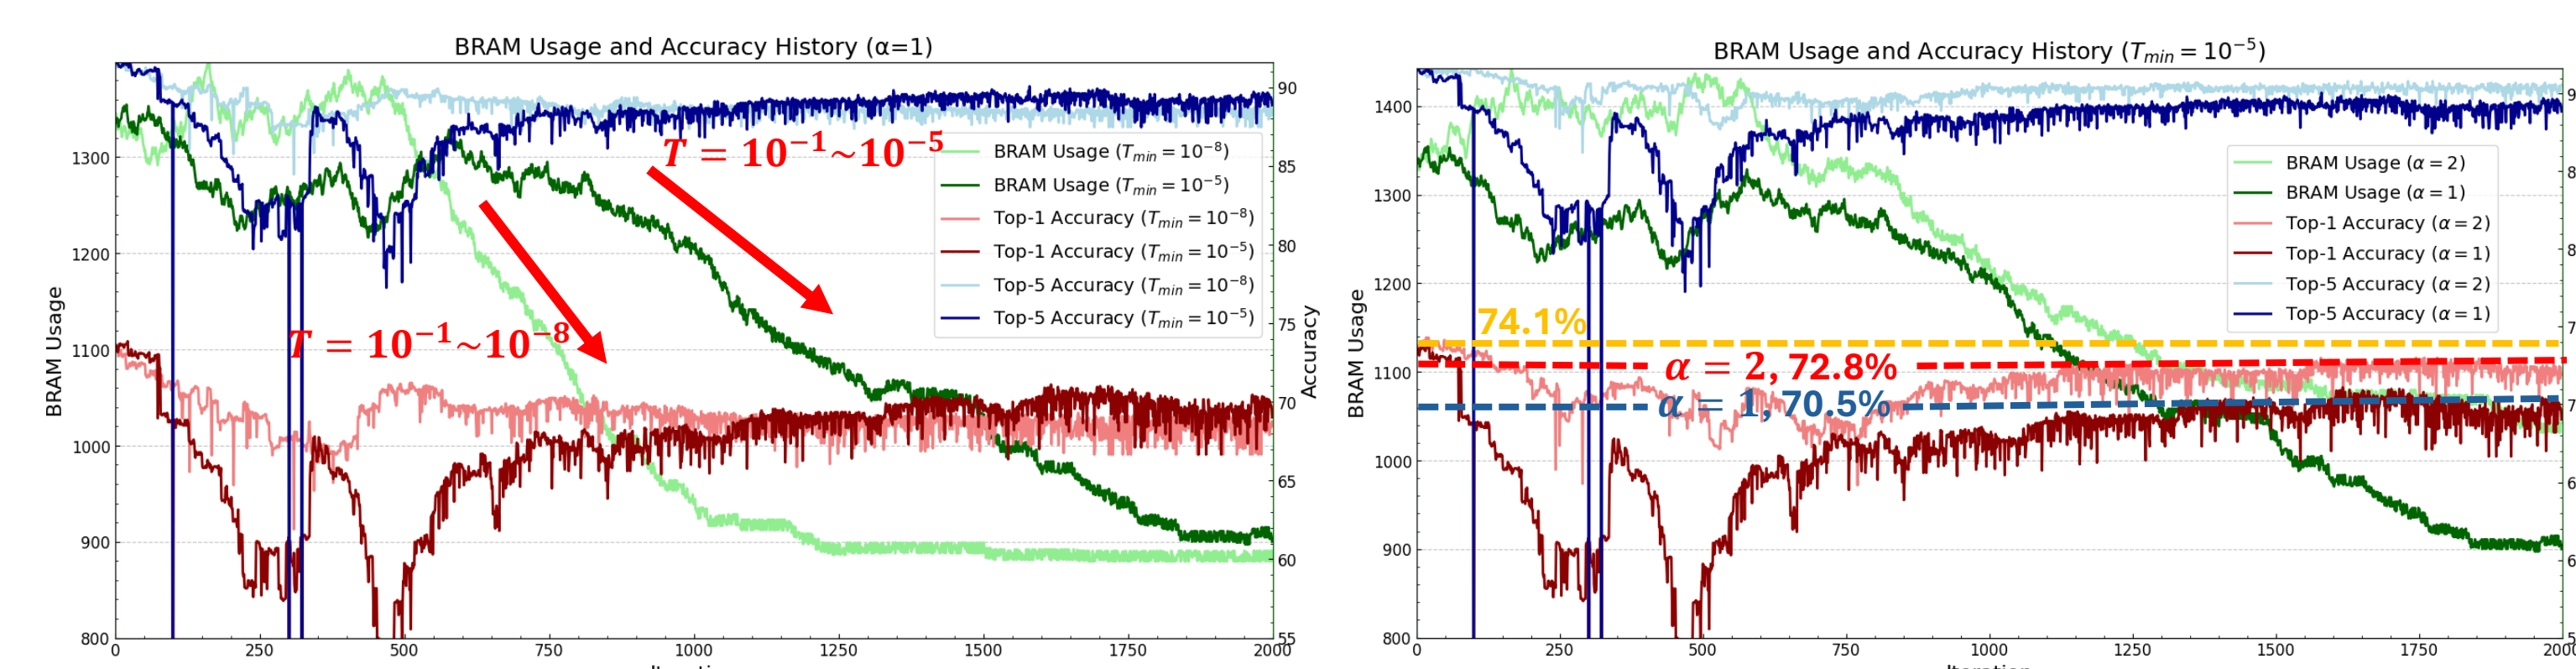 BRAM Usage and Accuracy History (α=1)
BRAM Usage
1300
1200
1100
1000
900
800
0
250
500
750
1000
1250
1500
1750
2000
90
85
80
75
70
65
60
55
Accuracy
T = 10⁻¹~10⁻⁵
T = 10⁻¹~10⁻⁸
BRAM Usage (T_min = 10⁻⁸)
BRAM Usage (T_min = 10⁻⁵)
Top-1 Accuracy (T_min = 10⁻⁸)
Top-1 Accuracy (T_min = 10⁻⁵)
Top-5 Accuracy (T_min = 10⁻⁸)
Top-5 Accuracy (T_min = 10⁻⁵)
BRAM Usage and Accuracy History (T_min = 10⁻⁵)
BRAM Usage
1400
1300
1200
1100
1000
900
800
0
250
500
750
1000
1250
1500
1750
2000
BRAM Usage (α = 2)
BRAM Usage (α = 1)
Top-1 Accuracy (α = 2)
Top-1 Accuracy (α = 1)
Top-5 Accuracy (α = 2)
Top-5 Accuracy (α = 1)
74.1%
α = 2, 72.8%
α = 1, 70.5%